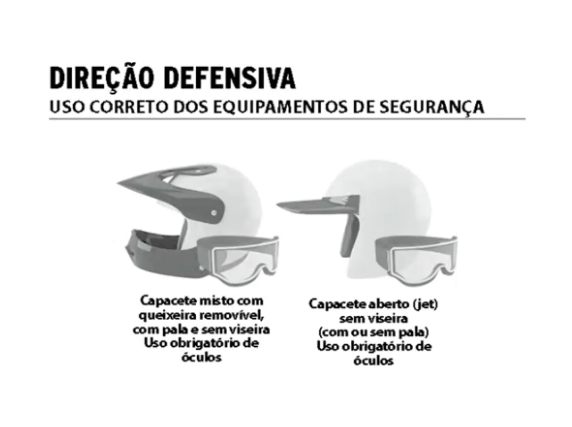 DIREÇÃO DEFENSIVA
USO CORRETO DOS EQUIPAMENTOS DE SEGURANÇA
Capacete misto com
queixeira removível,
com pala e sem viseira
Uso obrigatório de
óculos
Capacete aberto (jet)
sem viseira
(com ou sem pala)
Uso obrigatório de
óculos